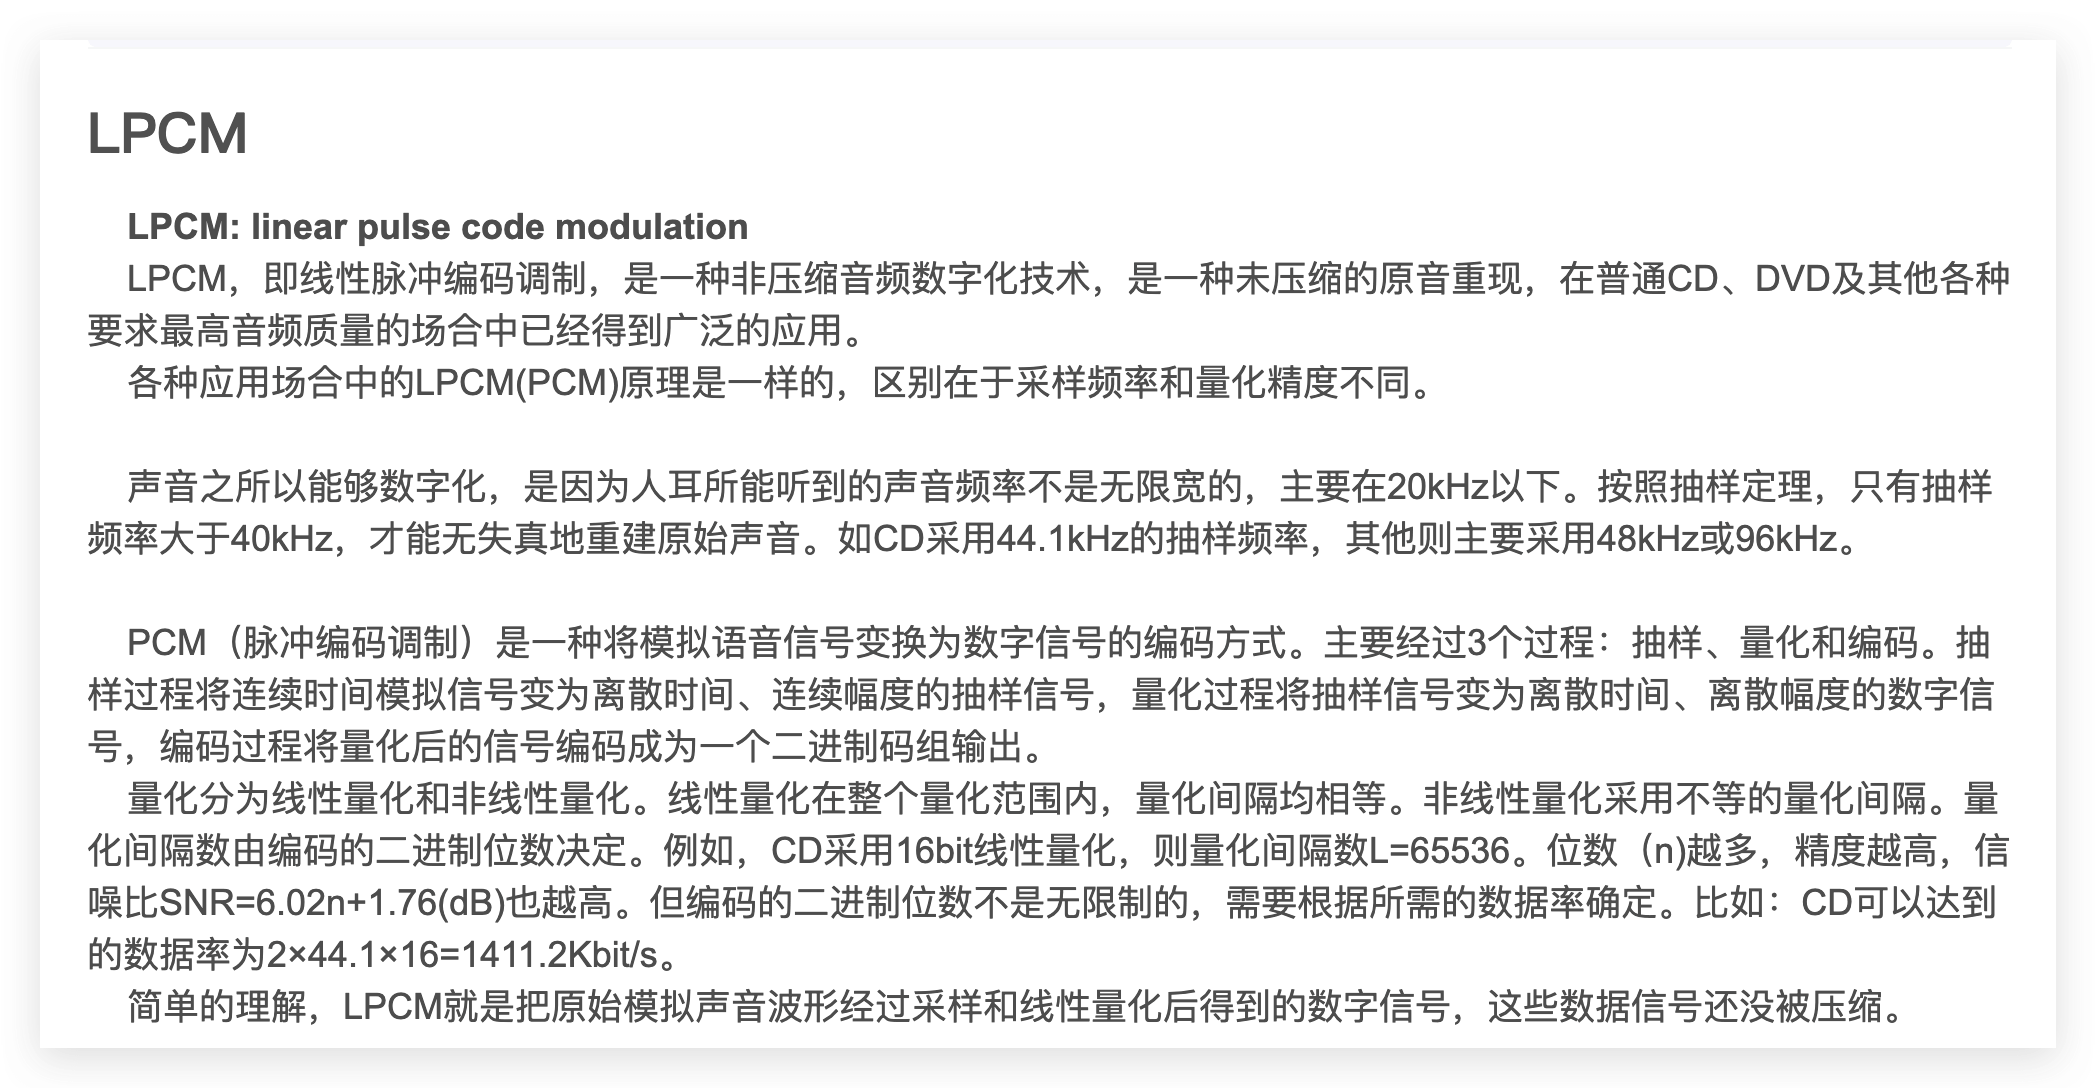 LPCM
LPCM: linear pulse code modulation
LPCM，即线性脉冲编码调制，是一种非压缩音频数字化技术，是一种未压缩的原音重现，在普通CD、DVD及其他各种
要求最高音频质量的场合中已经得到广泛的应用。
各种应用场合中的LPCM(PCM)原理是一样的，区别在于采样频率和量化精度不同。
声音之所以能够数字化，是因为人耳所能听到的声音频率不是无限宽的，主要在20kHz以下。按照抽样定理，只有抽样
频率大于40kHz，才能无失真地重建原始声音。如CD采用44.1kHz的抽样频率，其他则主要采用48kHz或96kHz。
PCM（脉冲编码调制）是一种将模拟语音信号变换为数字信号的编码方式。主要经过3个过程：抽样、量化和编码。抽
样过程将连续时间模拟信号变为离散时间、连续幅度的抽样信号，量化过程将抽样信号变为离散时间、离散幅度的数字信
号，编码过程将量化后的信号编码成为一个二进制码组输出。
量化分为线性量化和非线性量化。线性量化在整个量化范围内，量化间隔均相等。非线性量化采用不等的量化间隔。量
化间隔数由编码的二进制位数决定。例如，CD采用16bit线性量化，则量化间隔数L=65536。位数（n)越多，精度越高，信
噪比SNR=6.02n+1.76(dB)也越高。但编码的二进制位数不是无限制的，需要根据所需的数据率确定。比如：CD可以达到
的数据率为2×44.1×16=1411.2Kbit/s。
简单的理解，LPCM就是把原始模拟声音波形经过采样和线性量化后得到的数字信号，这些数据信号还没被压缩。